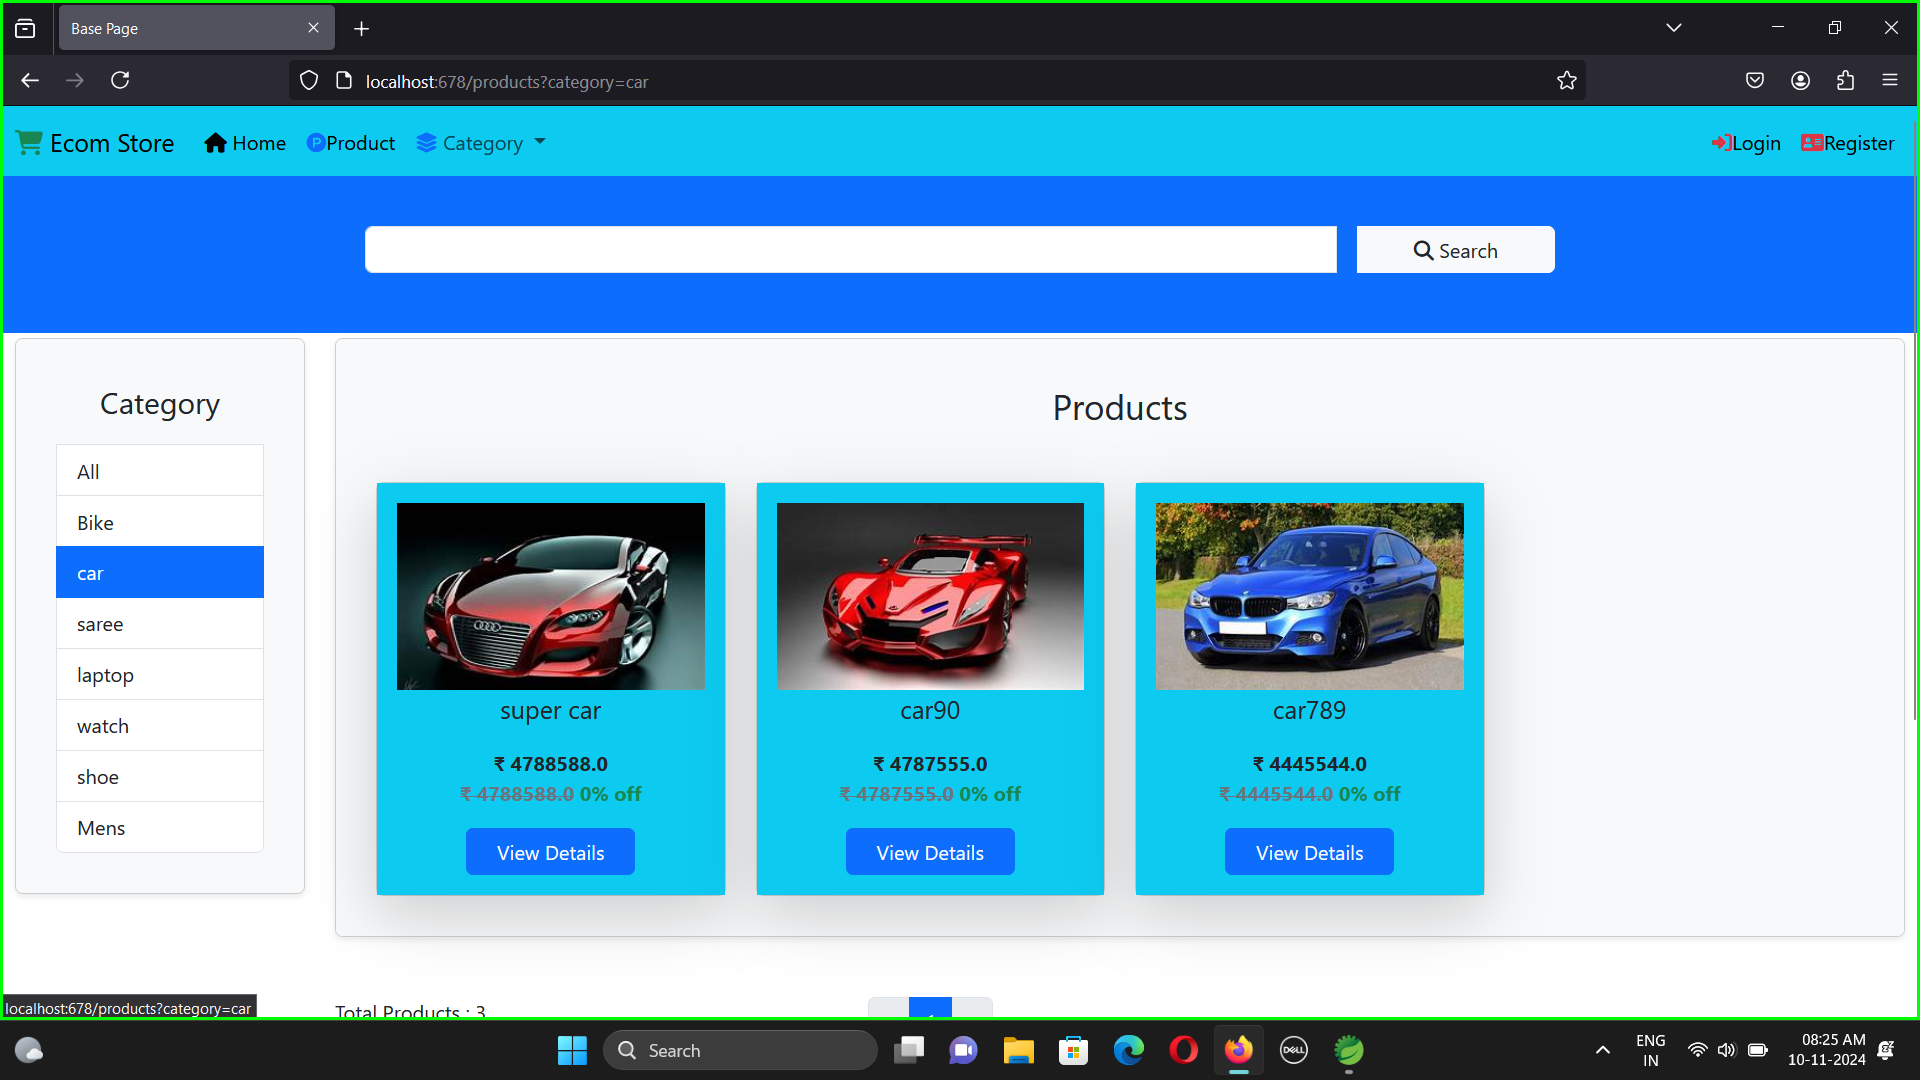 Base Page
localhost:678/products?category=car
Ecom Store
Home
Product
Category
Login
Register
Search
Category
All
Bike
car
saree
laptop
watch
shoe
Mens
Products
super car
₹ 4788588.0
₹ 4788588.0 0% off
View Details
car90
₹ 4787555.0
₹ 4787555.0 0% off
View Details
car789
₹ 4445544.0
₹ 4445544.0 0% off
View Details
Total Products : 3
localhost:678/products?category=car
Search
DELL
ENG
IN
08:25 AM
10-11-2024